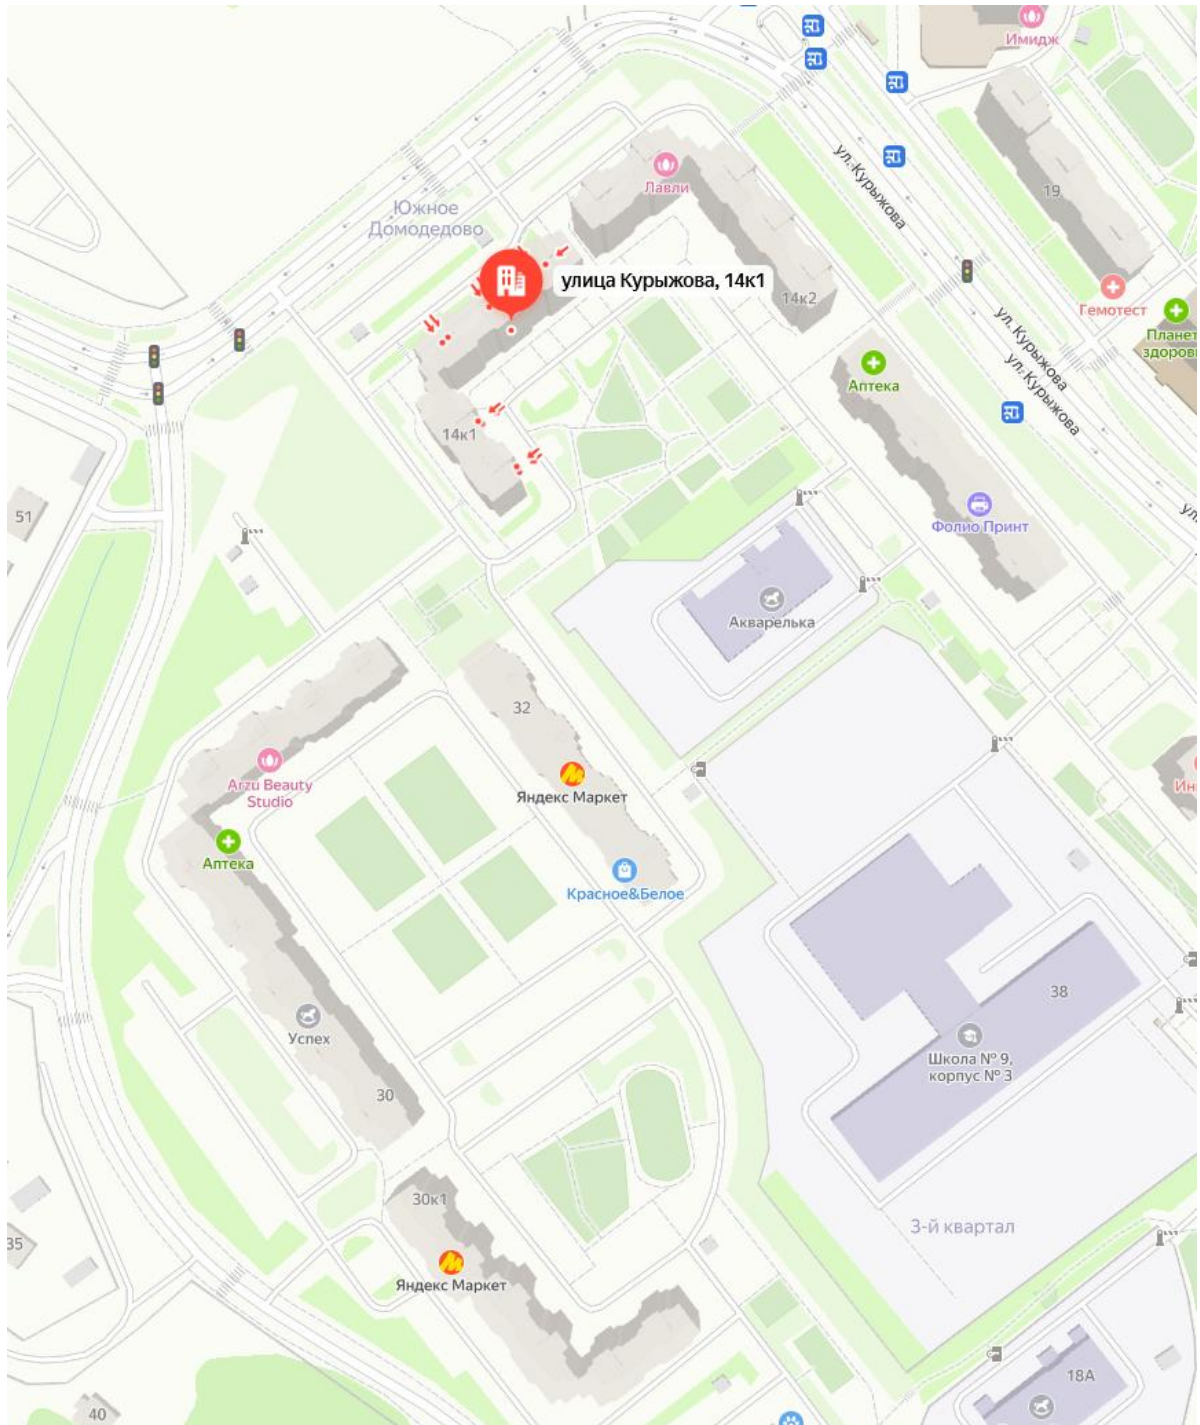 Имидж
ул. Курыжова
Лавли
19
Южное
Домодедово
улица Курыжова, 14к1
14к2
Гемотест
Планет
здоровь
ул. Курыжова
ул. Курыжова
Аптека
14к1
51
Фолио Принт
ул.
Акварелька
32
Яндекс Маркет
Arzu Beauty
Studio
Ин
Аптека
Красное&Белое
38
Успех
Школа № 9,
корпус № 3
30
30к1
3-й квартал
35
Яндекс Маркет
18А
40